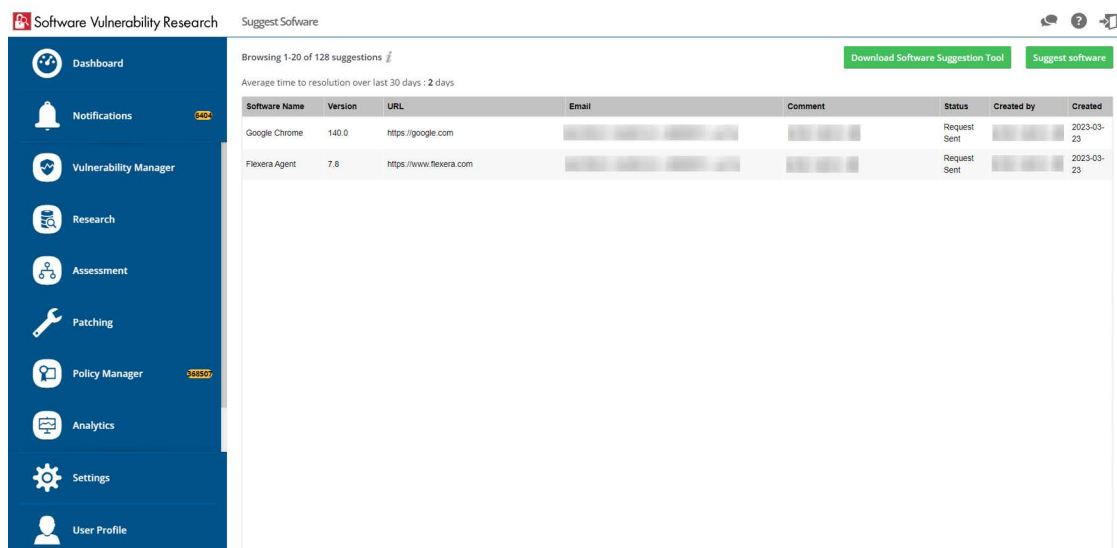 Software Vulnerability Research
Suggest Sofware
Dashboard
Notifications 6404
Vulnerability Manager
Research
Assessment
Patching
Policy Manager 368507
Analytics
Settings
User Profile
Browsing 1-20 of 128 suggestions i
Download Software Suggestion Tool
Suggest software
Average time to resolution over last 30 days : 2 days
Software Name Version URL Email Comment Status Created by Created
Google Chrome 140.0 https://google.com Request Sent 2023-03-23
Flexera Agent 7.8 https://www.flexera.com Request Sent 2023-03-23